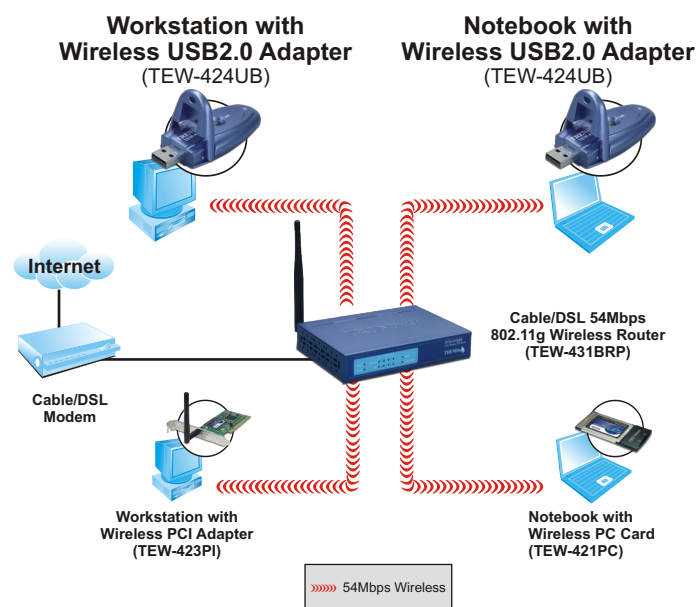 Workstation with
Wireless USB2.0 Adapter
(TEW-424UB)
Notebook with
Wireless USB2.0 Adapter
(TEW-424UB)
Internet
Cable/DSL 54Mbps
802.11g Wireless Router
(TEW-431BRP)
Cable/DSL
Modem
Workstation with
Wireless PCI Adapter
(TEW-423PI)
Notebook with
Wireless PC Card
(TEW-421PC)
54Mbps Wireless